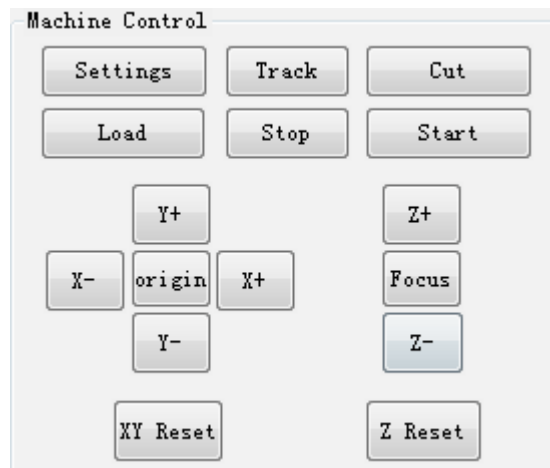 Machine Control
Settings Track Cut
Load Stop Start
Y+ Z+
X- origin X+ Focus
Y- Z-
XY Reset Z Reset